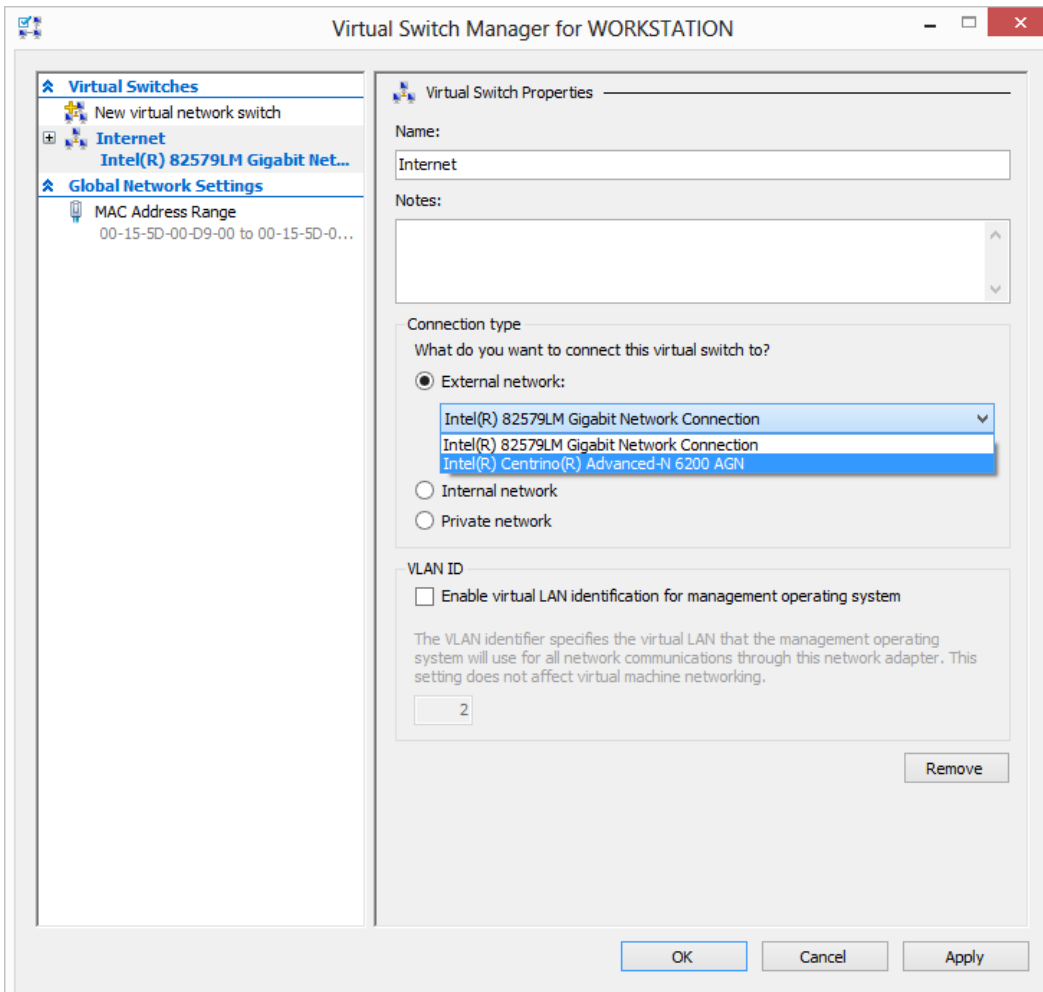 Virtual Switch Manager for WORKSTATION
Virtual Switches
New virtual network switch
Internet
Intel(R) 82579LM Gigabit Net...
Global Network Settings
MAC Address Range
00-15-5D-00-D9-00 to 00-15-5D-0...
Virtual Switch Properties
Name:
Internet
Notes:
Connection type
What do you want to connect this virtual switch to?
External network:
Intel(R) 82579LM Gigabit Network Connection
Intel(R) 82579LM Gigabit Network Connection
Intel(R) Centrino(R) Advanced-N 6200 AGN
Internal network
Private network
VLAN ID
Enable virtual LAN identification for management operating system
The VLAN identifier specifies the virtual LAN that the management operating
system will use for all network communications through this network adapter. This
setting does not affect virtual machine networking.
2
Remove
OK
Cancel
Apply